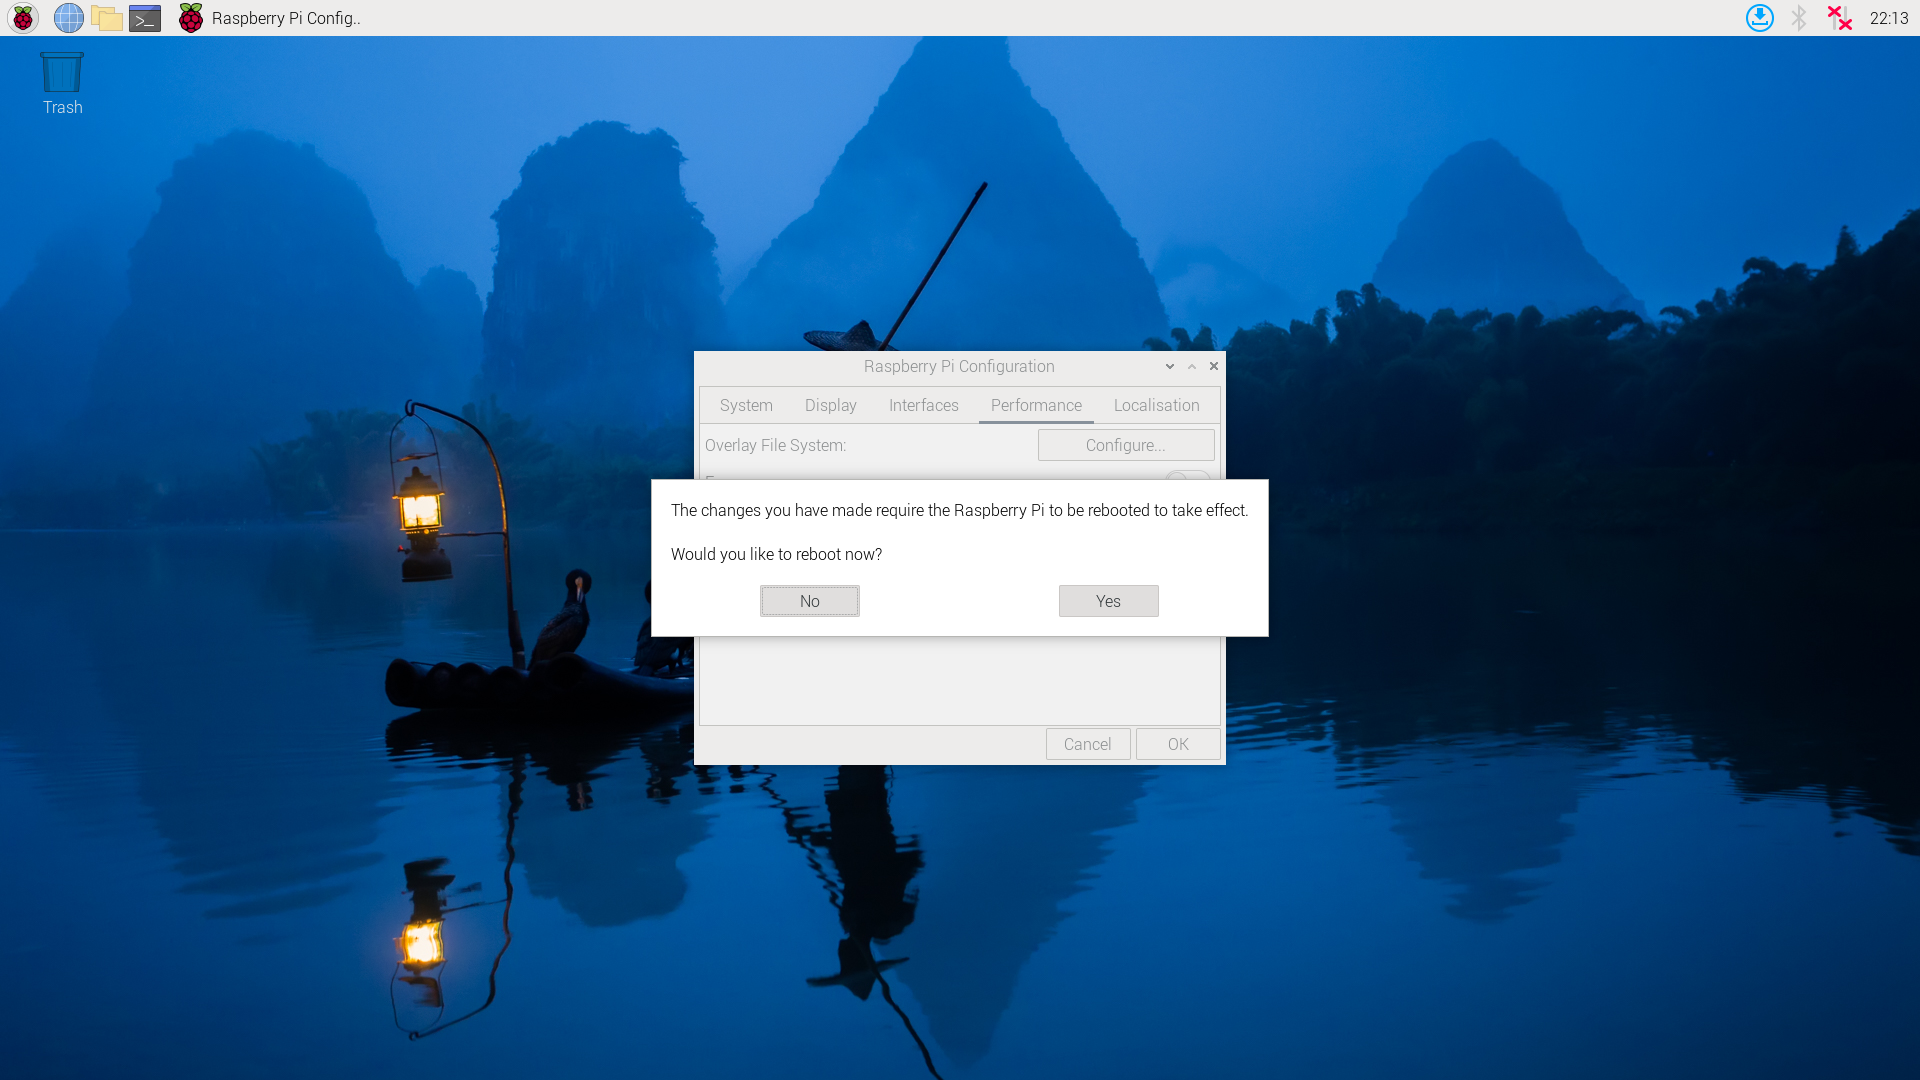 Raspberry Pi Config..
22:13
Trash
Raspberry Pi Configuration
System Display Interfaces Performance Localisation
Overlay File System: Configure...
The changes you have made require the Raspberry Pi to be rebooted to take effect.
Would you like to reboot now?
No Yes
Cancel OK